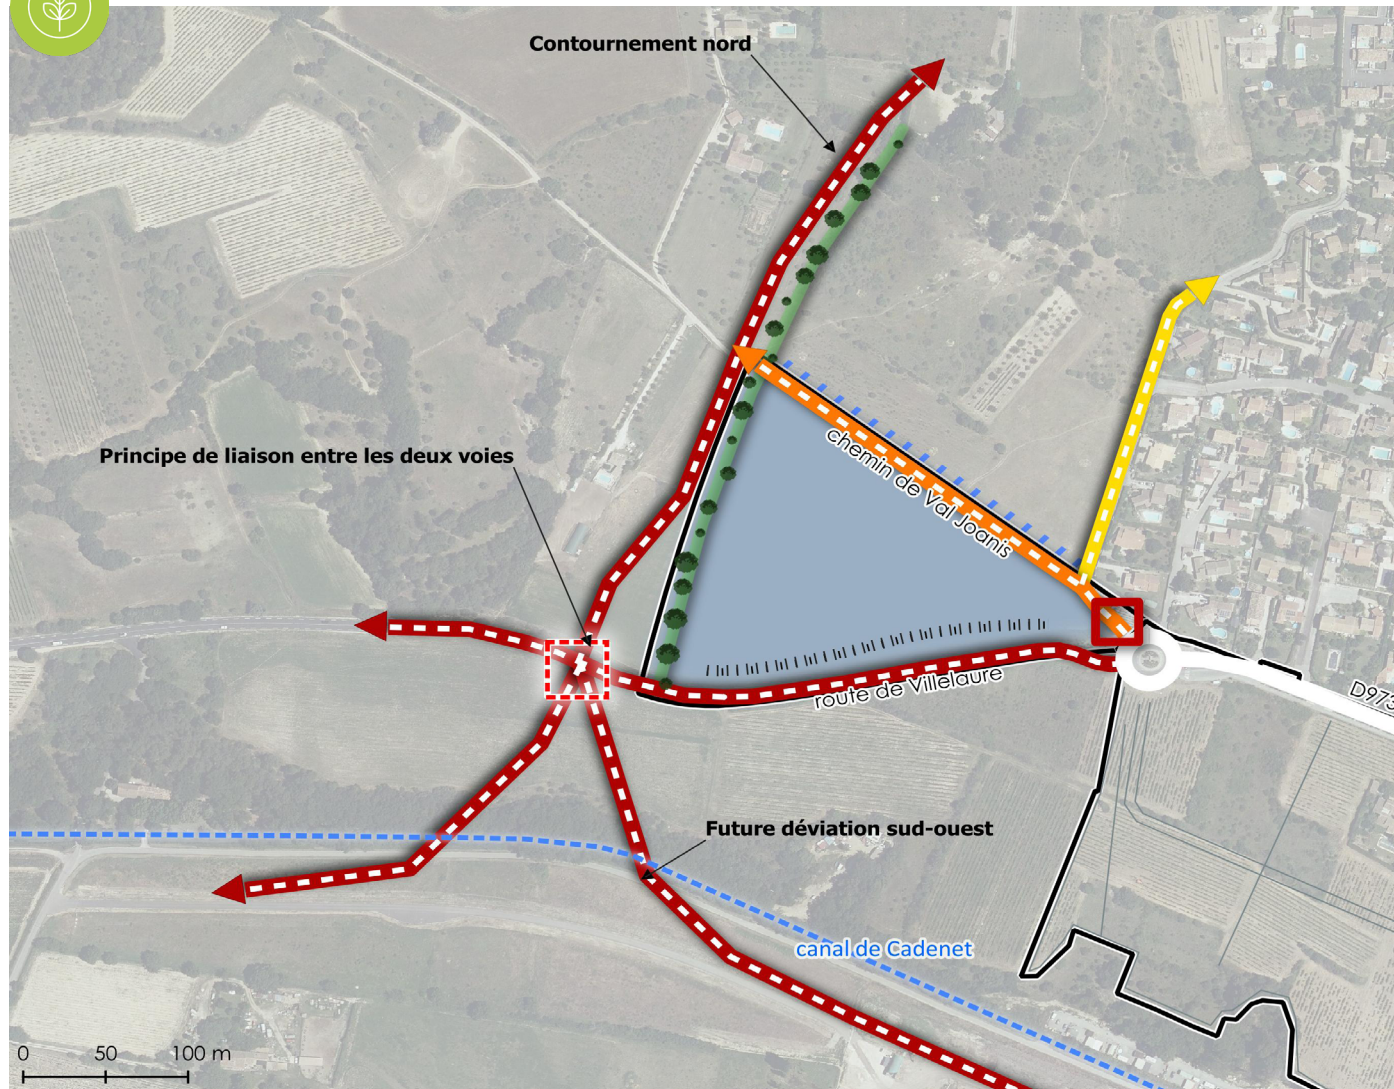 Contournement nord
Principe de liaison entre les deux voies
chemin de Val Joanis
route de Villelaure
D973
Future déviation sud-ouest
canal de Cadenet
0 50 100 m